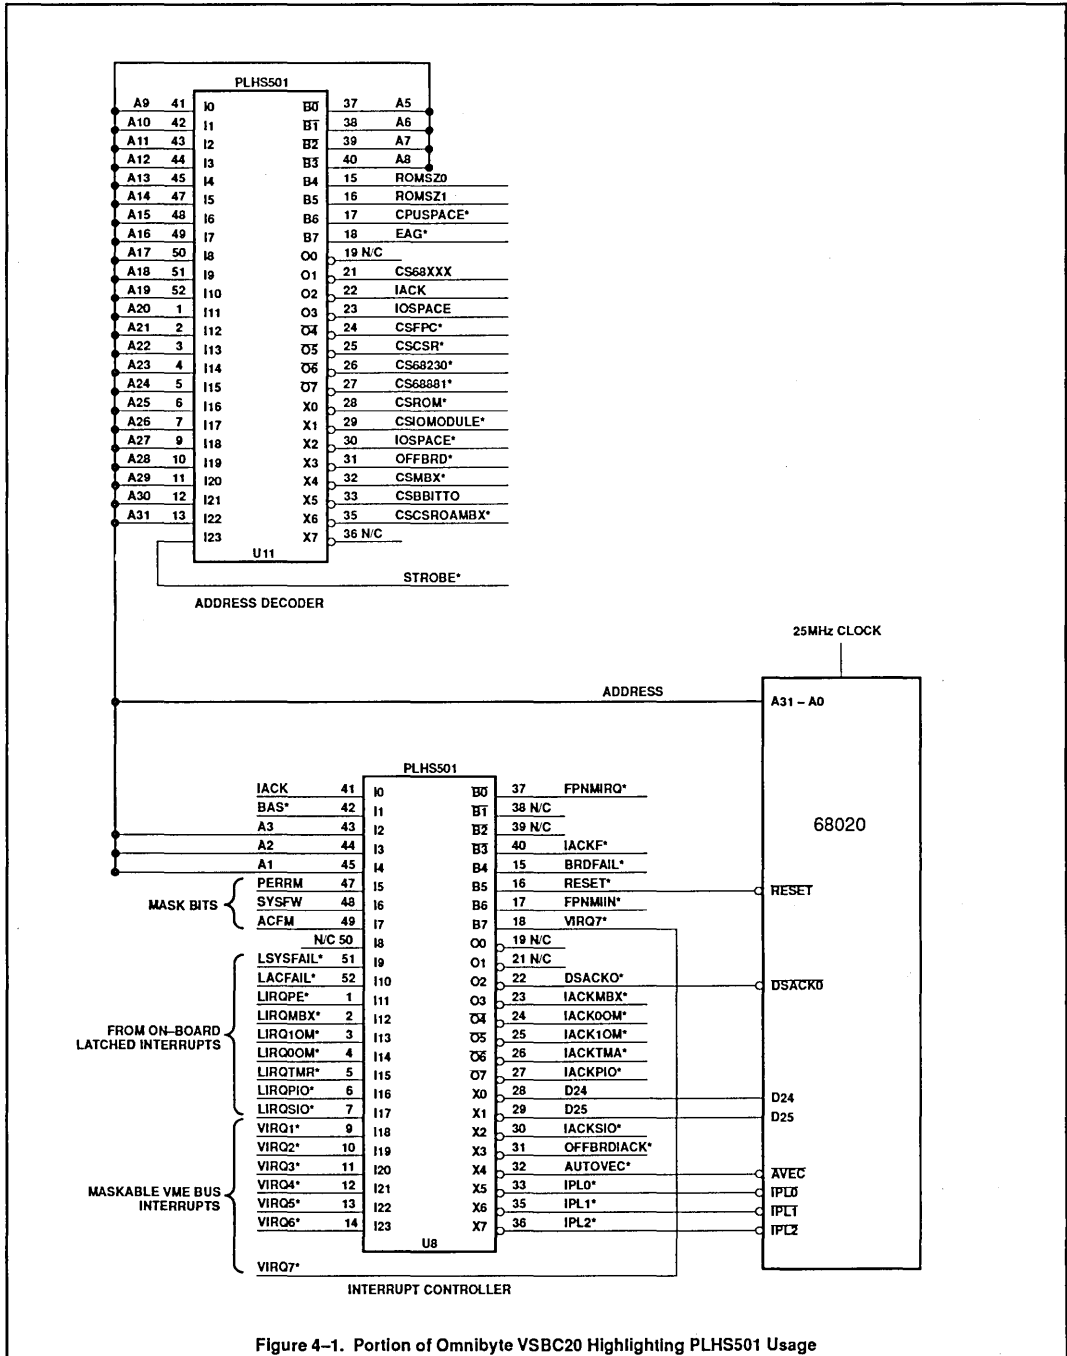 PLHS501
A9 41 I0 B0 37 A5
A10 42 I1 B1 38 A6
A11 43 I2 B2 39 A7
A12 44 I3 B3 40 A8
A13 45 I4 B4 15 ROMSZ0
A14 47 I5 B5 16 ROMSZ1
A15 48 I6 B6 17 CPUSPACE*
A16 49 I7 B7 18 EAG*
A17 50 I8 O0 19 N/C
A18 51 I9 O1 21 CS68XXX
A19 52 I10 O2 22 IACK
A20 1 I11 O3 23 IOSPACE
A21 2 I12 O4 24 CSFPC*
A22 3 I13 O5 25 CSCSR*
A23 4 I14 O6 26 CS68230*
A24 5 I15 O7 27 CS68881*
A25 6 I16 X0 28 CSROM*
A26 7 I17 X1 29 CSIOMODULE*
A27 9 I18 X2 30 IOSPACE*
A28 10 I19 X3 31 OFFBRD*
A29 11 I20 X4 32 CSMBX*
A30 12 I21 X5 33 CSBBITTO
A31 13 I22 X6 35 CSCSROAMBX*
I23 X7 36 N/C
U11
STROBE*
ADDRESS DECODER
25MHz CLOCK
ADDRESS
A31 – A0
68020
RESET
DSACK0
D24
D25
AVEC
IPL0
IPL1
IPL2
PLHS501
IACK 41 I0 B0 37 FPNMIRQ*
BAS* 42 I1 B1 38 N/C
A3 43 I2 B2 39 N/C
A2 44 I3 B3 40 IACKF*
A1 45 I4 B4 15 BRDFAIL*
PERRM 47 I5 B5 16 RESET*
MASK BITS
SYSFW 48 I6 B6 17 FPNMIIN*
ACFM 49 I7 B7 18 VIRQ7*
N/C 50 I8 O0 19 N/C
LSYSFAIL* 51 I9 O1 21 N/C
LACFAIL* 52 I10 O2 22 DSACKO*
LIRQPE* 1 I11 O3 23 IACKMBX*
LIRQMBX* 2 I12 O4 24 IACK0OM*
FROM ON–BOARD
LATCHED INTERRUPTS
LIRQ1OM* 3 I13 O5 25 IACK1OM*
LIRQ0OM* 4 I14 O6 26 IACKTMA*
LIRQTMR* 5 I15 O7 27 IACKPIO*
LIRQPIO* 6 I16 X0 28 D24
LIRQSIO* 7 I17 X1 29 D25
VIRQ1* 9 I18 X2 30 IACKSIO*
VIRQ2* 10 I19 X3 31 OFFBRDIACK*
VIRQ3* 11 I20 X4 32 AUTOVEC*
MASKABLE VME BUS
INTERRUPTS
VIRQ4* 12 I21 X5 33 IPL0*
VIRQ5* 13 I22 X6 35 IPL1*
VIRQ6* 14 I23 X7 36 IPL2*
U8
VIRQ7*
INTERRUPT CONTROLLER
Figure 4–1. Portion of Omnibyte VSBC20 Highlighting PLHS501 Usage